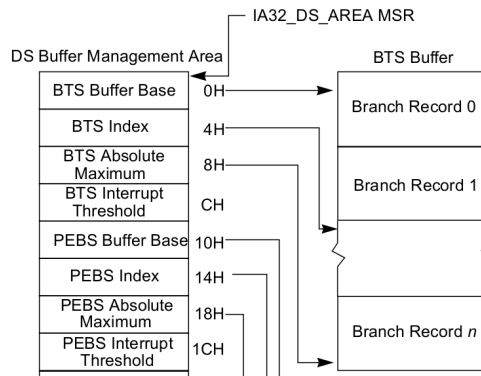 IA32_DS_AREA MSR
DS Buffer Management Area
BTS Buffer
BTS Buffer Base
0H
Branch Record 0
BTS Index
4H
BTS Absolute
Maximum
8H
Branch Record 1
BTS Interrupt
Threshold
CH
PEBS Buffer Base
10H
PEBS Index
14H
PEBS Absolute
Maximum
18H
Branch Record n
PEBS Interrupt
Threshold
1CH